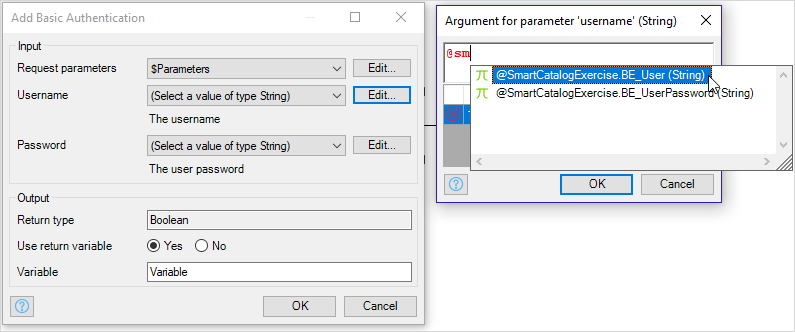 Add Basic Authentication
Input
Request parameters
$Parameters
Edit...
Username
(Select a value of type String)
Edit...
The username
Password
(Select a value of type String)
Edit...
The user password
Output
Return type
Boolean
Use return variable
Yes
No
Variable
Variable
OK
Cancel
Argument for parameter 'username' (String)
@sm
@SmartCatalogExercise.BE_User (String)
@SmartCatalogExercise.BE_UserPassword (String)
OK
Cancel